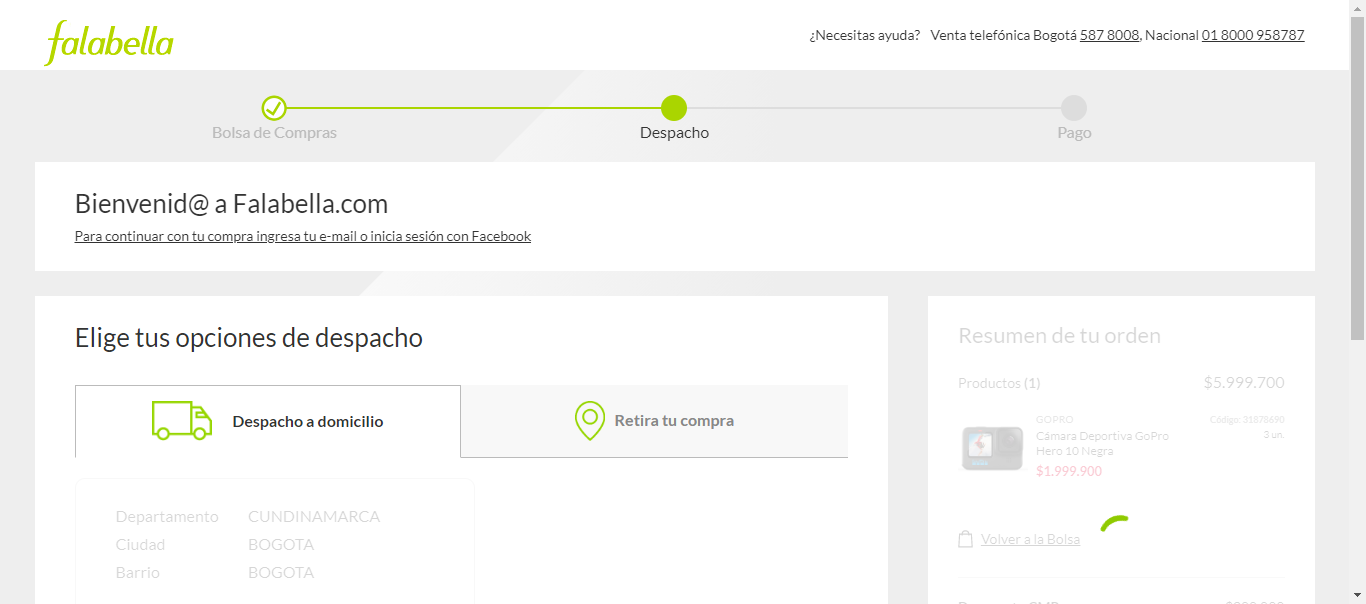 falabella
¿Necesitas ayuda? Venta telefónica Bogotá 587 8008, Nacional 01 8000 958787
Bolsa de Compras
Despacho
Pago
Bienvenid@ a Falabella.com
Para continuar con tu compra ingresa tu e-mail o inicia sesión con Facebook
Elige tus opciones de despacho
Despacho a domicilio
Retira tu compra
Departamento CUNDINAMARCA
Ciudad BOGOTA
Barrio BOGOTA
Resumen de tu orden
Productos (1) $5.999.700
GOPRO Código: 31878690
Cámara Deportiva GoPro 3 un.
Hero 10 Negra
$1.999.900
Volver a la Bolsa